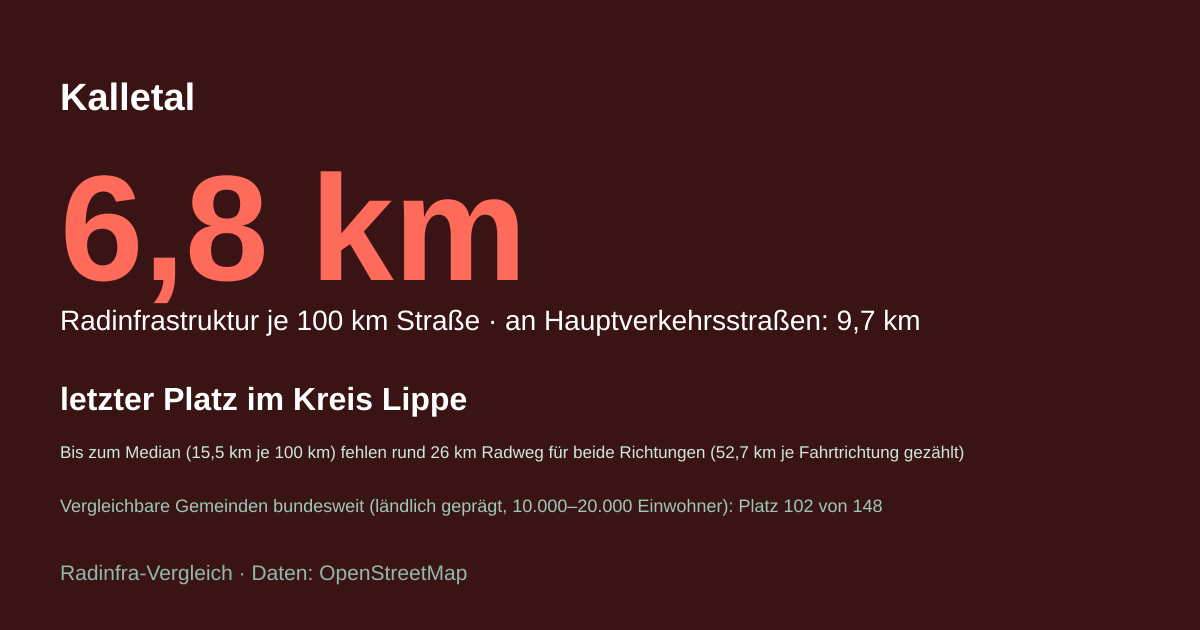 Kalletal
6,8 km
Radinfrastruktur je 100 km Straße · an Hauptverkehrsstraßen: 9,7 km
letzter Platz im Kreis Lippe
Bis zum Median (15,5 km je 100 km) fehlen rund 26 km Radweg für beide Richtungen (52,7 km je Fahrtrichtung gezählt)
Vergleichbare Gemeinden bundesweit (ländlich geprägt, 10.000–20.000 Einwohner): Platz 102 von 148
Radinfra-Vergleich · Daten: OpenStreetMap